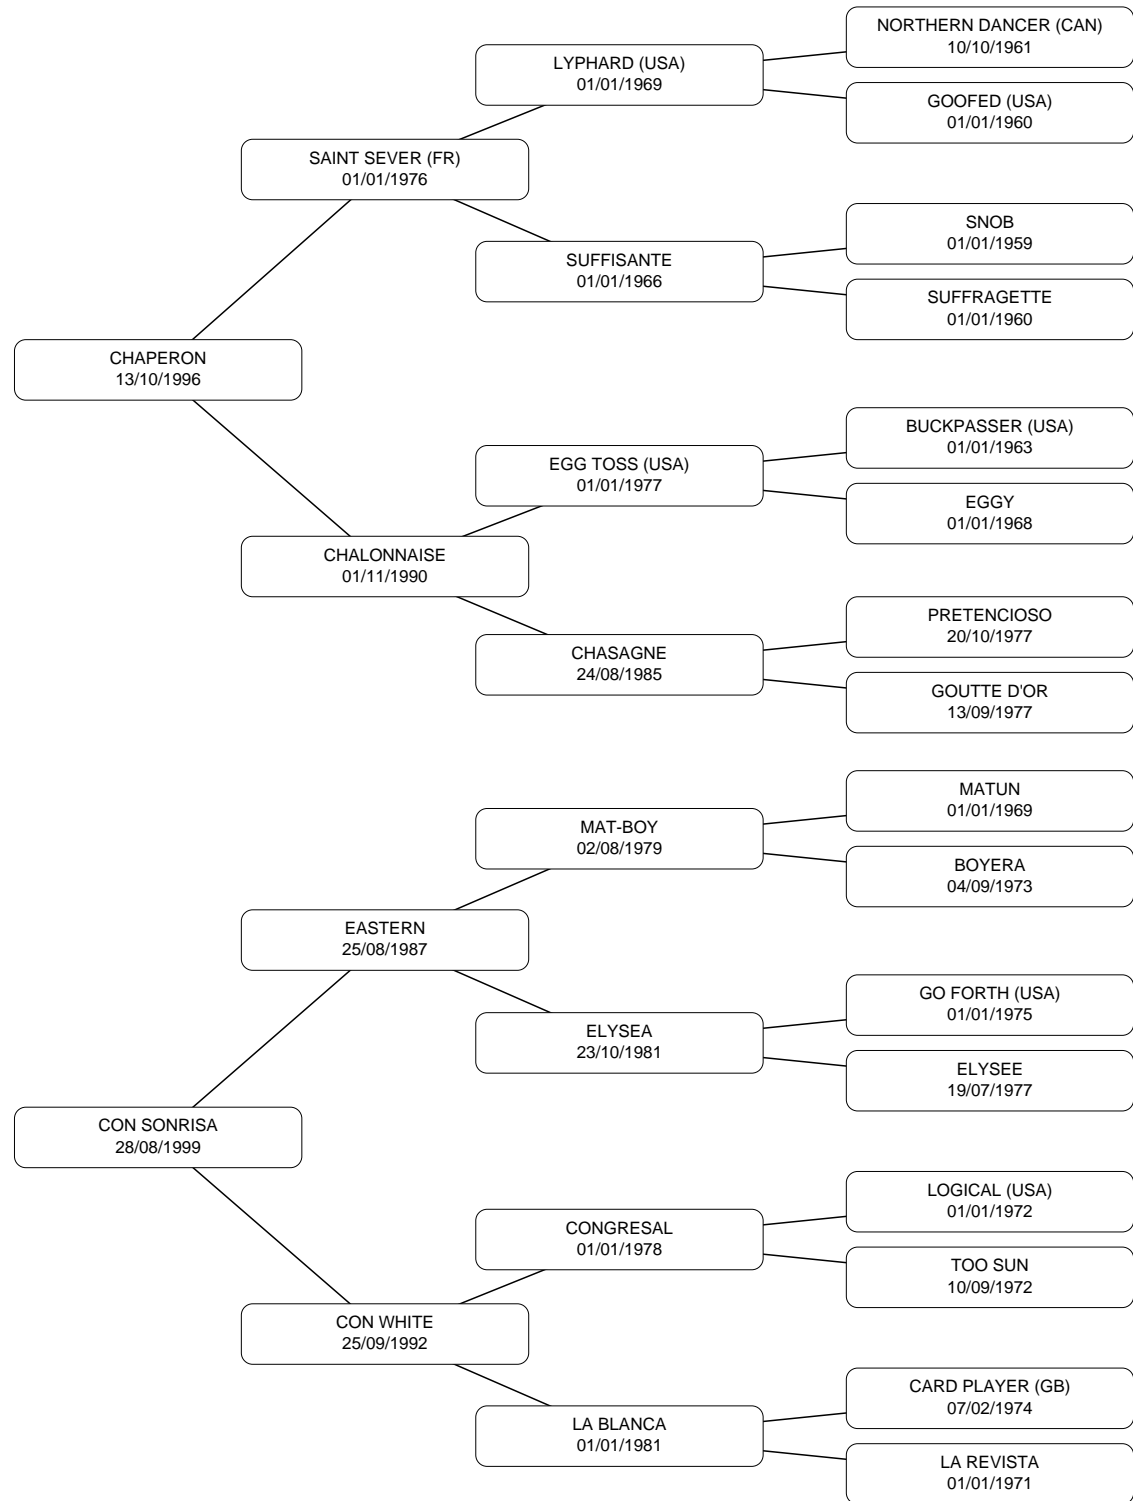 NORTHERN DANCER (CAN)
10/10/1961
LYPHARD (USA)
01/01/1969
GOOFED (USA)
01/01/1960
SAINT SEVER (FR)
01/01/1976
SNOB
01/01/1959
SUFFISANTE
01/01/1966
SUFFRAGETTE
01/01/1960
CHAPERON
13/10/1996
BUCKPASSER (USA)
01/01/1963
EGG TOSS (USA)
01/01/1977
EGGY
01/01/1968
CHALONNAISE
01/11/1990
PRETENCIOSO
20/10/1977
CHASAGNE
24/08/1985
GOUTTE D'OR
13/09/1977
MATUN
01/01/1969
MAT-BOY
02/08/1979
BOYERA
04/09/1973
EASTERN
25/08/1987
GO FORTH (USA)
01/01/1975
ELYSEA
23/10/1981
ELYSEE
19/07/1977
CON SONRISA
28/08/1999
LOGICAL (USA)
01/01/1972
CONGRESAL
01/01/1978
TOO SUN
10/09/1972
CON WHITE
25/09/1992
CARD PLAYER (GB)
07/02/1974
LA BLANCA
01/01/1981
LA REVISTA
01/01/1971